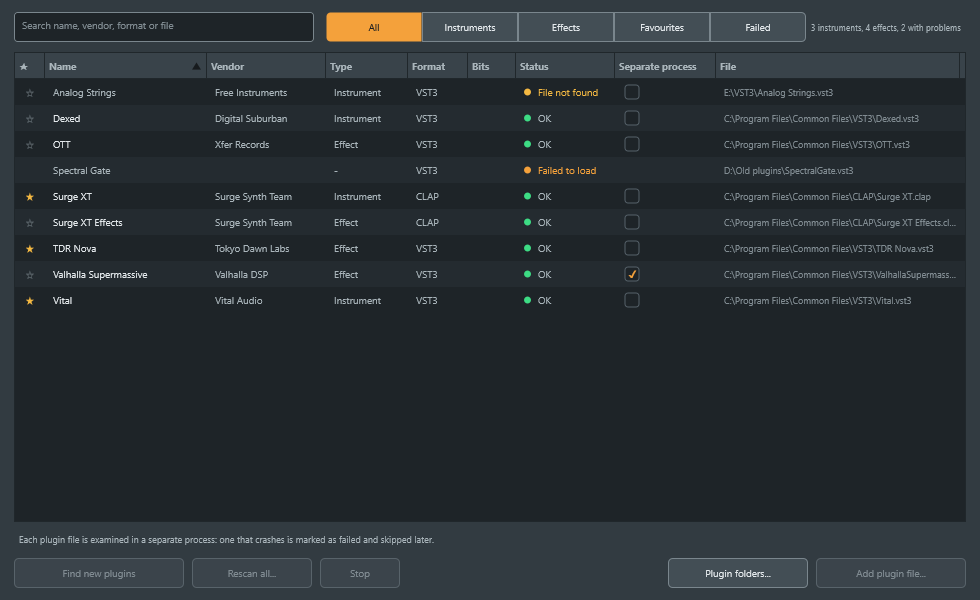 Search name, vendor, format or file
All Instruments Effects Favourites Failed 3 instruments, 4 effects, 2 with problems
★ Name ▲ Vendor Type Format Bits Status Separate process File
☆ Analog Strings Free Instruments Instrument VST3 File not found E:\VST3\Analog Strings.vst3
☆ Dexed Digital Suburban Instrument VST3 OK C:\Program Files\Common Files\VST3\Dexed.vst3
☆ OTT Xfer Records Effect VST3 OK C:\Program Files\Common Files\VST3\OTT.vst3
Spectral Gate - VST3 Failed to load D:\Old plugins\SpectralGate.vst3
★ Surge XT Surge Synth Team Instrument CLAP OK C:\Program Files\Common Files\CLAP\Surge XT.clap
☆ Surge XT Effects Surge Synth Team Effect CLAP OK C:\Program Files\Common Files\CLAP\Surge XT Effects.cl...
★ TDR Nova Tokyo Dawn Labs Effect VST3 OK C:\Program Files\Common Files\VST3\TDR Nova.vst3
☆ Valhalla Supermassive Valhalla DSP Effect VST3 OK ✓ C:\Program Files\Common Files\VST3\ValhallaSupermass...
★ Vital Vital Audio Instrument VST3 OK C:\Program Files\Common Files\VST3\Vital.vst3
Each plugin file is examined in a separate process: one that crashes is marked as failed and skipped later.
Find new plugins Rescan all... Stop Plugin folders... Add plugin file...